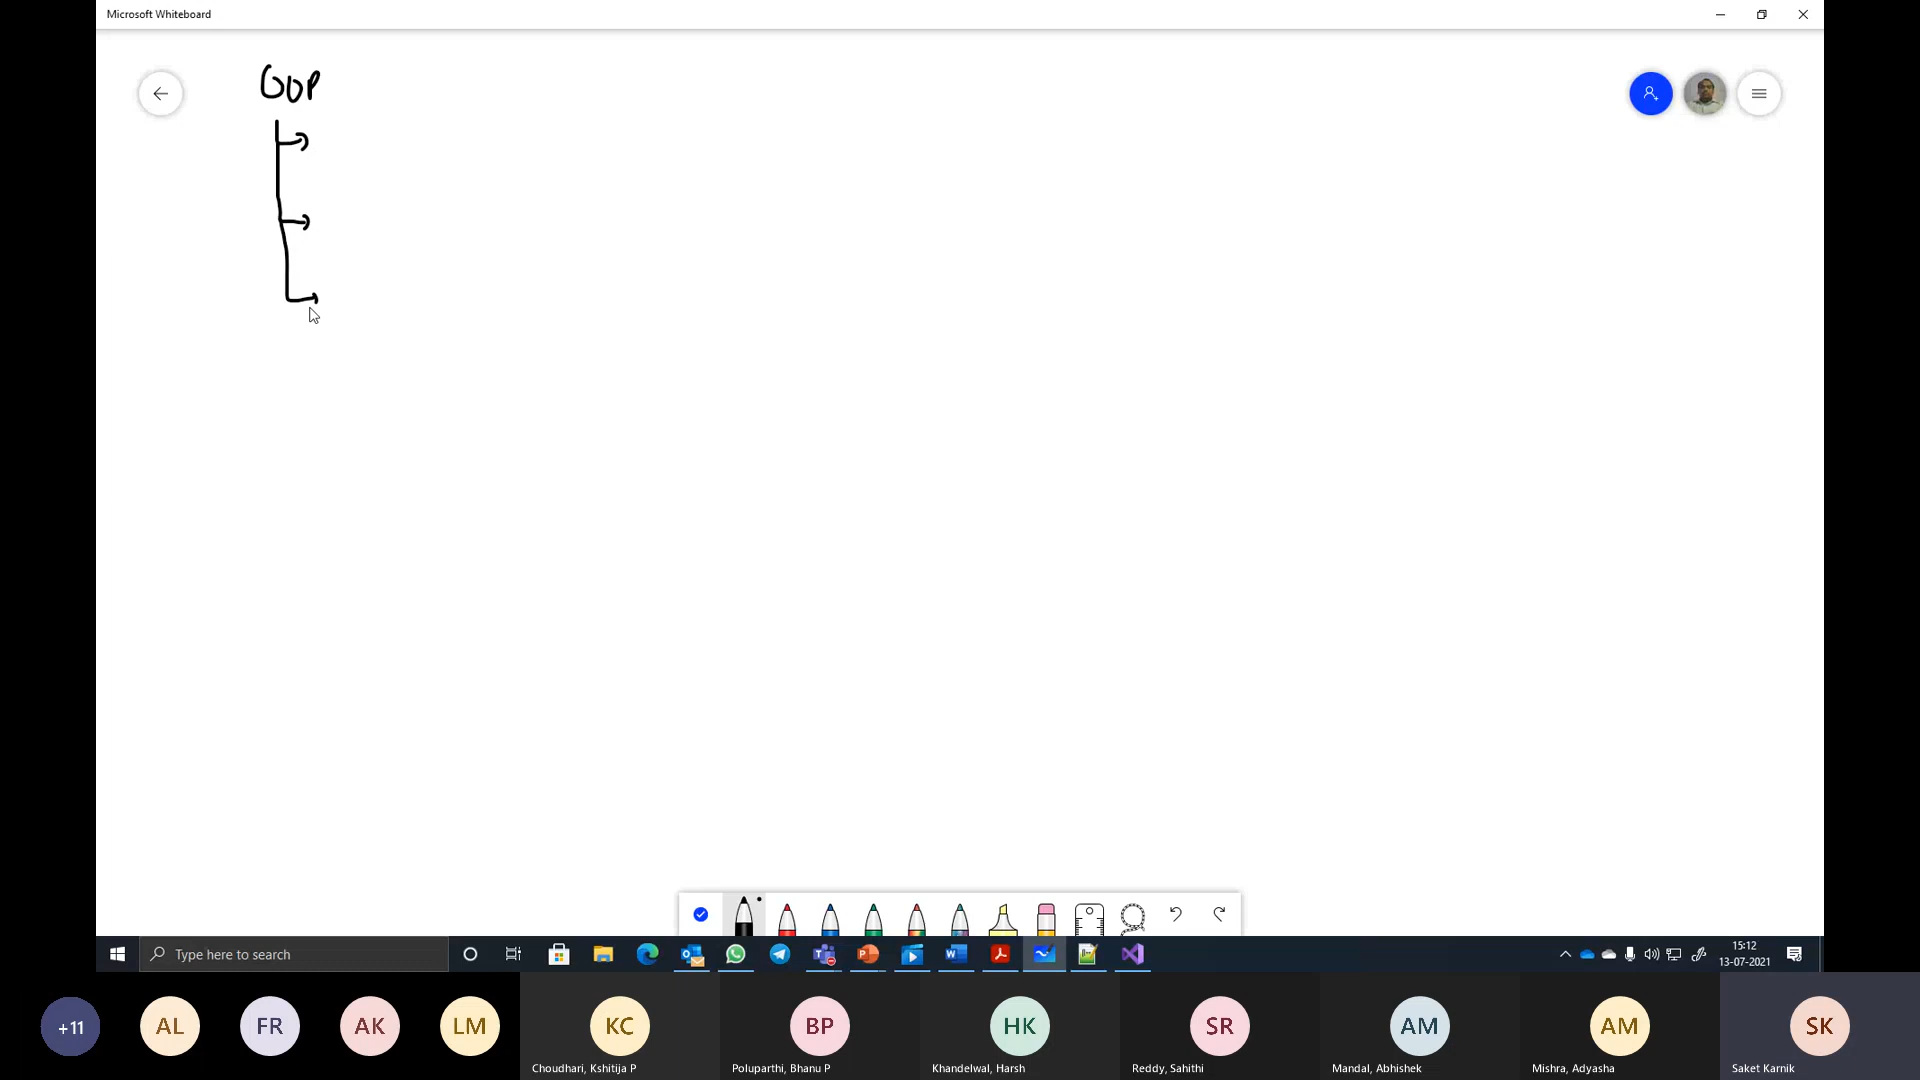 Microsoft Whiteboard
OOP
Type here to search
15:12
13-07-2021
+11
AL
FR
AK
LM
KC
BP
HK
SR
AM
AM
SK
Choudhari, Kshitija P
Poluparthi, Bhanu P
Khandelwal, Harsh
Reddy, Sahithi
Mandal, Abhishek
Mishra, Adyasha
Saket Karnik